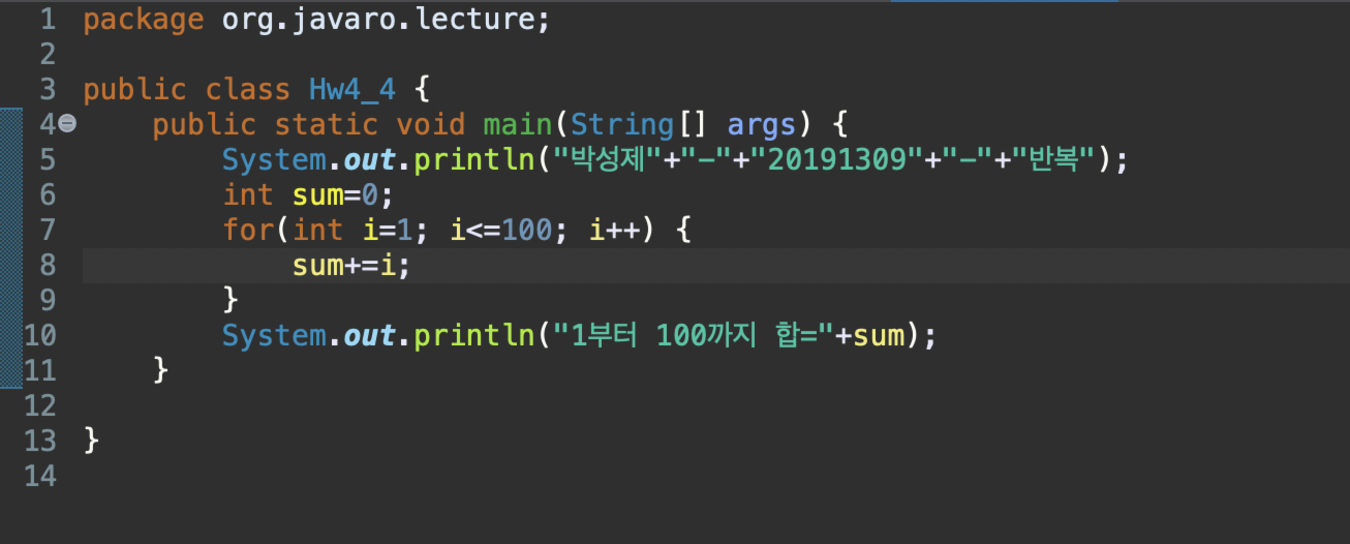 1 package org.javaro.lecture;
2
3 public class Hw4_4 {
4     public static void main(String[] args) {
5         System.out.println("박성제"+"-"+"20191309"+"-"+"반복");
6         int sum=0;
7         for(int i=1; i<=100; i++) {
8             sum+=i;
9         }
10         System.out.println("1부터 100까지 합="+sum);
11     }
12
13 }
14